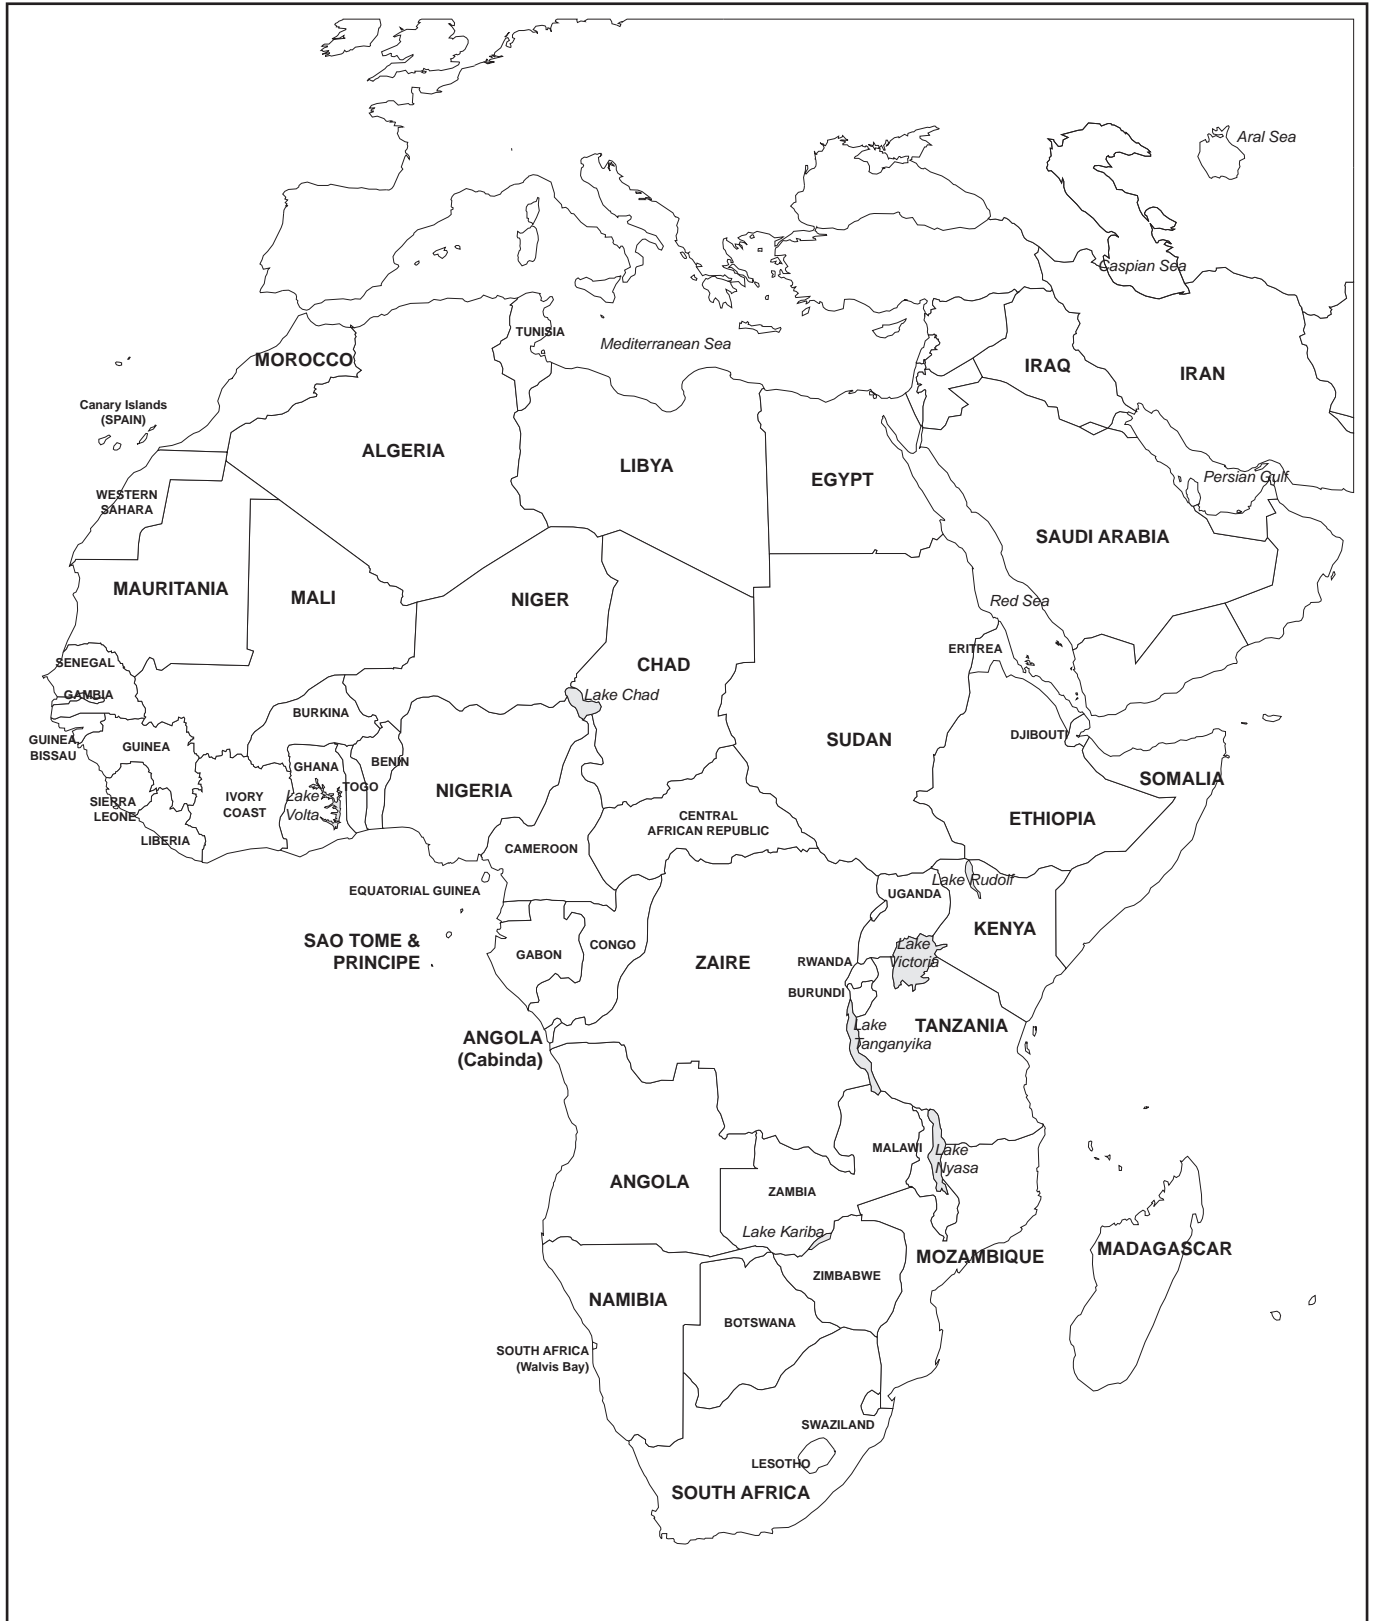 Aral Sea
Caspian Sea
TUNISIA
Mediterranean Sea
MOROCCO
IRAQ
IRAN
Canary Islands
(SPAIN)
ALGERIA
LIBYA
EGYPT
Persian Gulf
WESTERN
SAHARA
SAUDI ARABIA
MAURITANIA
MALI
NIGER
Red Sea
ERITREA
SENEGAL
CHAD
GAMBIA
Lake Chad
BURKINA
DJIBOUTI
GUINEA
BISSAU
GUINEA
SUDAN
BENIN
GHANA
TOGO
NIGERIA
SOMALIA
SIERRA
LEONE
IVORY
COAST
Lake
Volta
CENTRAL
AFRICAN REPUBLIC
ETHIOPIA
LIBERIA
CAMEROON
EQUATORIAL GUINEA
UGANDA
Lake Rudolf
KENYA
SAO TOME &
PRINCIPE
GABON
CONGO
ZAIRE
Lake
Victoria
RWANDA
BURUNDI
ANGOLA
(Cabinda)
Lake
Tanganyika
TANZANIA
MALAWI
Lake
Nyasa
ANGOLA
ZAMBIA
Lake Kariba
MOZAMBIQUE
MADAGASCAR
ZIMBABWE
NAMIBIA
BOTSWANA
SOUTH AFRICA
(Walvis Bay)
SWAZILAND
LESOTHO
SOUTH AFRICA